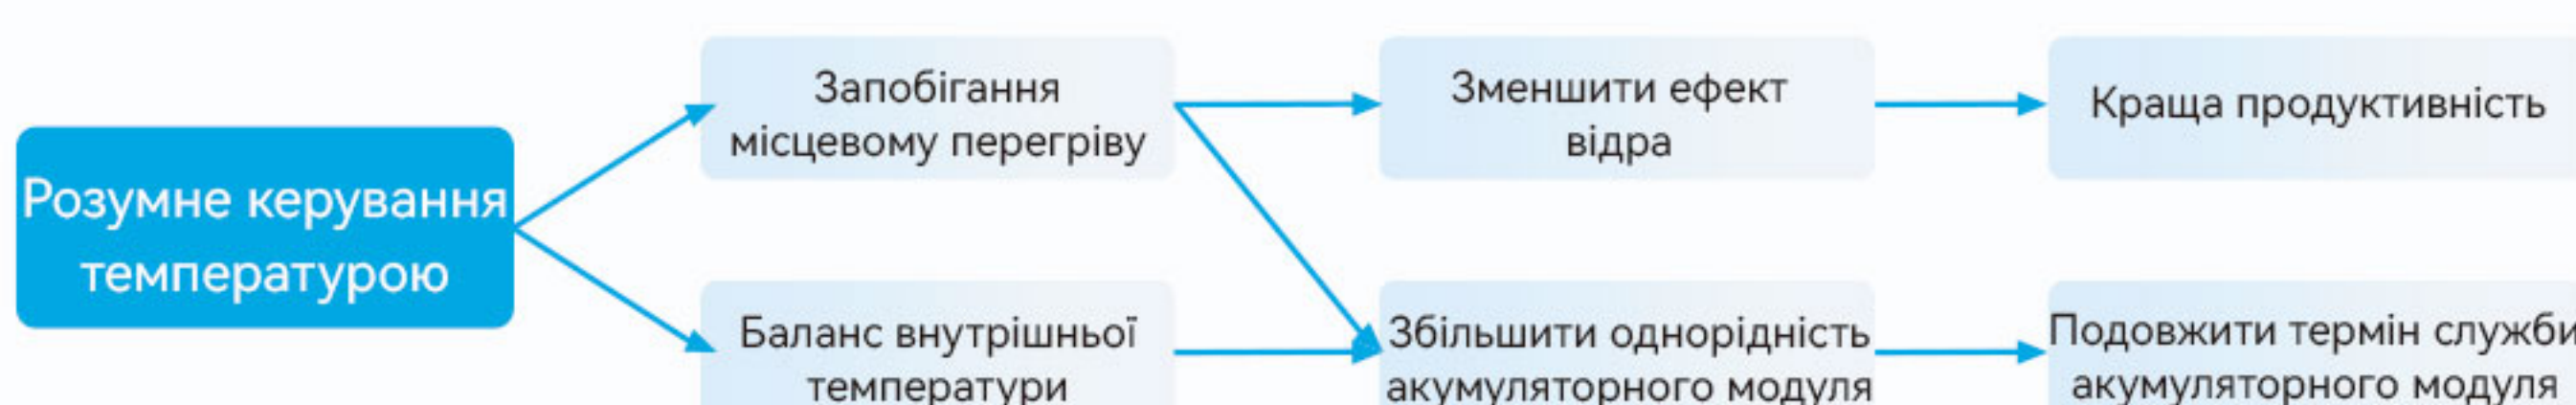 Розумне керування
температурою
Запобігання
місцевому перегріву
Баланс внутрішньої
температури
Зменшити ефект
відра
Збільшити однорідність
акумуляторного модуля
Краща продуктивність
Подовжити термін служби
акумуляторного модуля